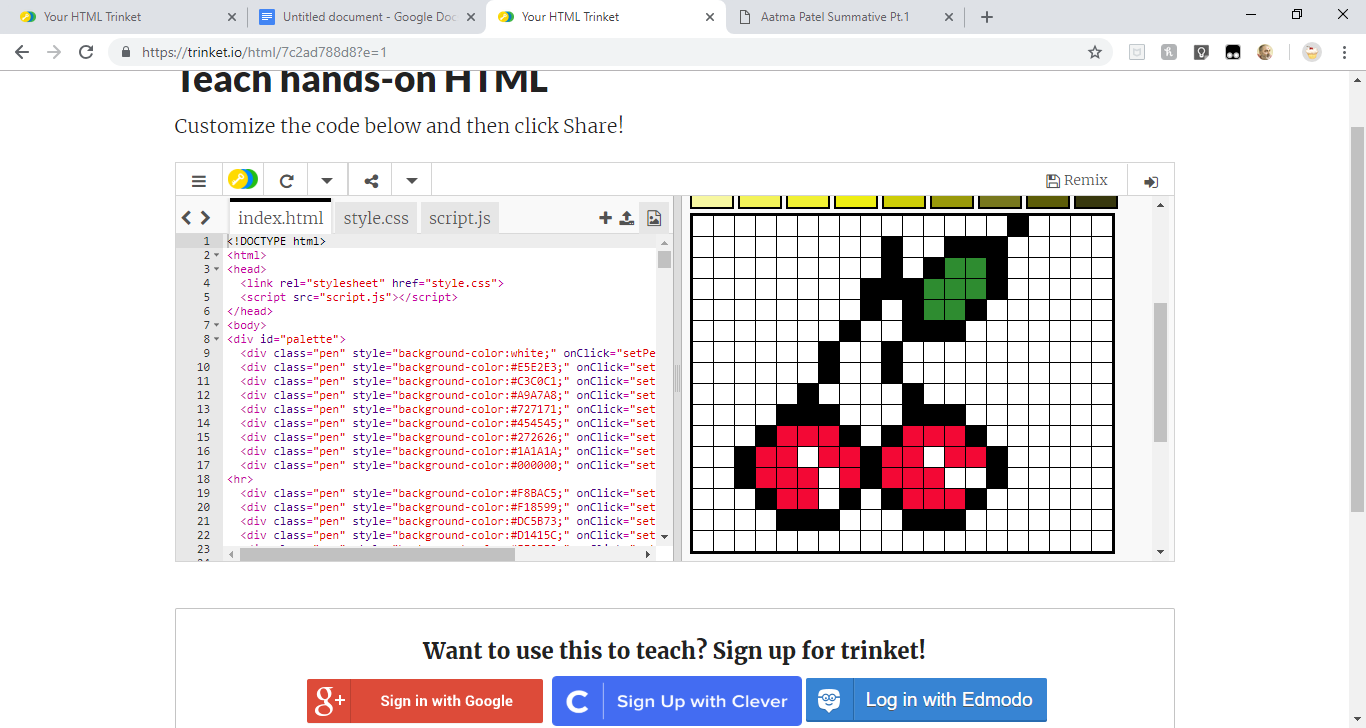 Your HTML Trinket
Untitled document - Google Doc
Your HTML Trinket
Aatma Patel Summative Pt.1
https://trinket.io/html/7c2ad788d8?e=1
Teach hands-on HTML
Customize the code below and then click Share!
Remix
index.html
style.css
script.js
1 <!DOCTYPE html>
2 <html>
3 <head>
4 <link rel="stylesheet" href="style.css">
5 <script src="script.js"></script>
6 </head>
7 <body>
8 <div id="palette">
9 <div class="pen" style="background-color:white;" onClick="setPe
10 <div class="pen" style="background-color:#E5E2E3;" onClick="set
11 <div class="pen" style="background-color:#C3C0C1;" onClick="set
12 <div class="pen" style="background-color:#A9A7A8;" onClick="set
13 <div class="pen" style="background-color:#727171;" onClick="set
14 <div class="pen" style="background-color:#454545;" onClick="set
15 <div class="pen" style="background-color:#272626;" onClick="set
16 <div class="pen" style="background-color:#1A1A1A;" onClick="set
17 <div class="pen" style="background-color:#000000;" onClick="set
18 <hr>
19 <div class="pen" style="background-color:#F8BAC5;" onClick="set
20 <div class="pen" style="background-color:#F18599;" onClick="set
21 <div class="pen" style="background-color:#DC5B73;" onClick="set
22 <div class="pen" style="background-color:#D1415C;" onClick="set
23
Want to use this to teach? Sign up for trinket!
g+ Sign in with Google
C Sign Up with Clever
Log in with Edmodo